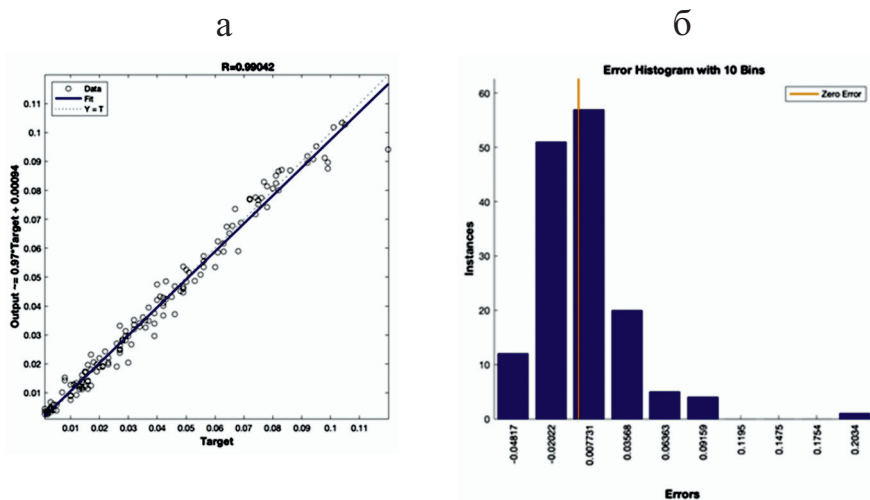 а
R=0.99042
Data
Fit
Y = T
Output ~= 0.97*Target + 0.00094
0.11
0.1
0.09
0.08
0.07
0.06
0.05
0.04
0.03
0.02
0.01
0.01 0.02 0.03 0.04 0.05 0.06 0.07 0.08 0.09 0.1 0.11
Target
б
Error Histogram with 10 Bins
Zero Error
Instances
60
50
40
30
20
10
0
-0.04817
-0.02022
0.007731
0.03568
0.06363
0.09159
0.1195
0.1475
0.1754
0.2034
Errors